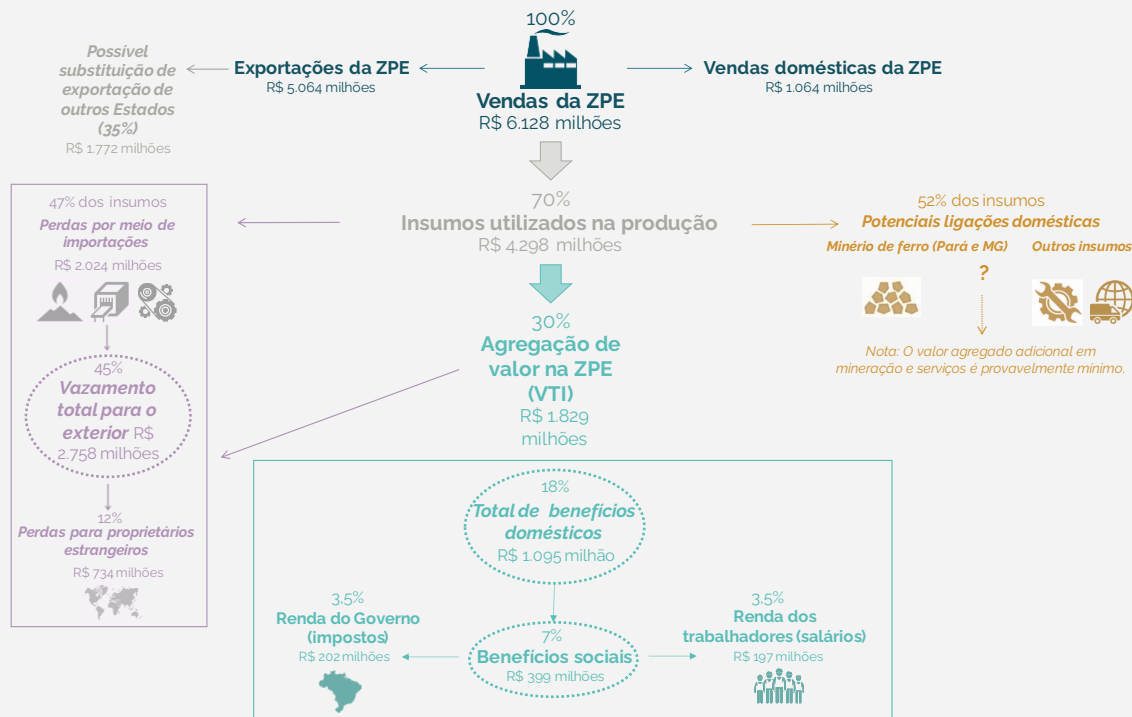 100%
Possível
substituição de
exportação de
outros Estados
(35%)
R$ 1.772 milhões
Exportações da ZPE
R$ 5.064 milhões
Vendas da ZPE
R$ 6.128 milhões
Vendas domésticas da ZPE
R$ 1.064 milhões
70%
Insumos utilizados na produção
R$ 4.298 milhões
47% dos insumos
Perdas por meio de
importações
R$ 2.024 milhões
45%
Vazamento
total para o
exterior R$
2.758 milhões
12%
Perdas para proprietários
estrangeiros
R$ 734 milhões
52% dos insumos
Potenciais ligações domésticas
Minério de ferro (Pará e MG)
Outros insumos
?
Nota: O valor agregado adicional em
mineração e serviços é provavelmente mínimo.
30%
Agregação de
valor na ZPE
(VTI)
R$ 1.829
milhões
18%
Total de benefícios
domésticos
R$ 1.095 milhão
3,5%
Renda do Governo
(impostos)
R$ 202 milhões
7%
Benefícios sociais
R$ 399 milhões
3,5%
Renda dos
trabalhadores (salários)
R$ 197 milhões